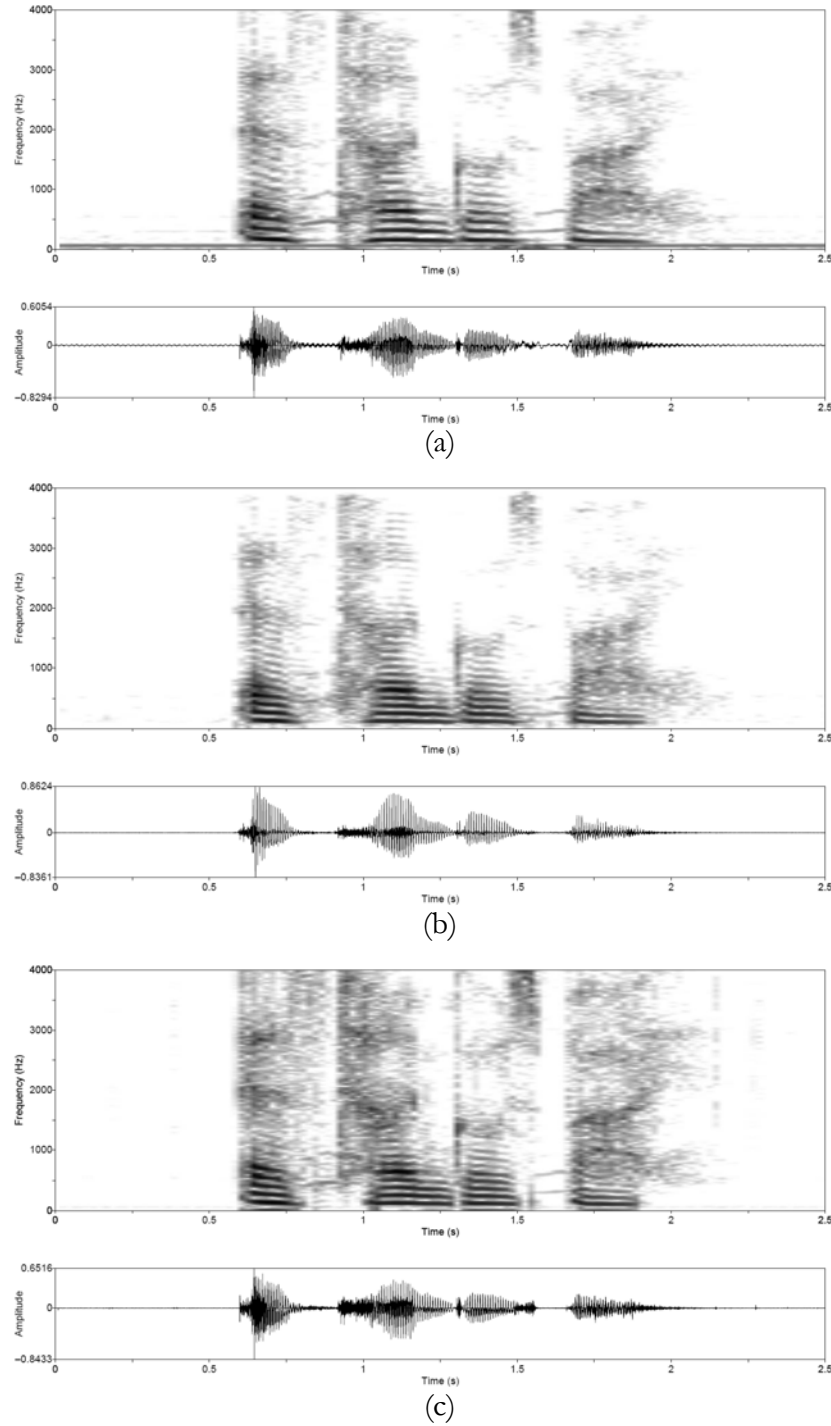 4000
3000
2000
1000
0
Frequency (Hz)
0 0.5 1 1.5 2 2.5
Time (s)
0.6054
0
–0.8294
Amplitude
0 0.5 1 1.5 2 2.5
Time (s)
(a)
4000
3000
2000
1000
0
Frequency (Hz)
0 0.5 1 1.5 2 2.5
Time (s)
0.8624
0
–0.8361
Amplitude
0 0.5 1 1.5 2 2.5
Time (s)
(b)
4000
3000
2000
1000
0
Frequency (Hz)
0 0.5 1 1.5 2 2.5
Time (s)
0.6516
0
–0.8433
Amplitude
0 0.5 1 1.5 2 2.5
Time (s)
(c)